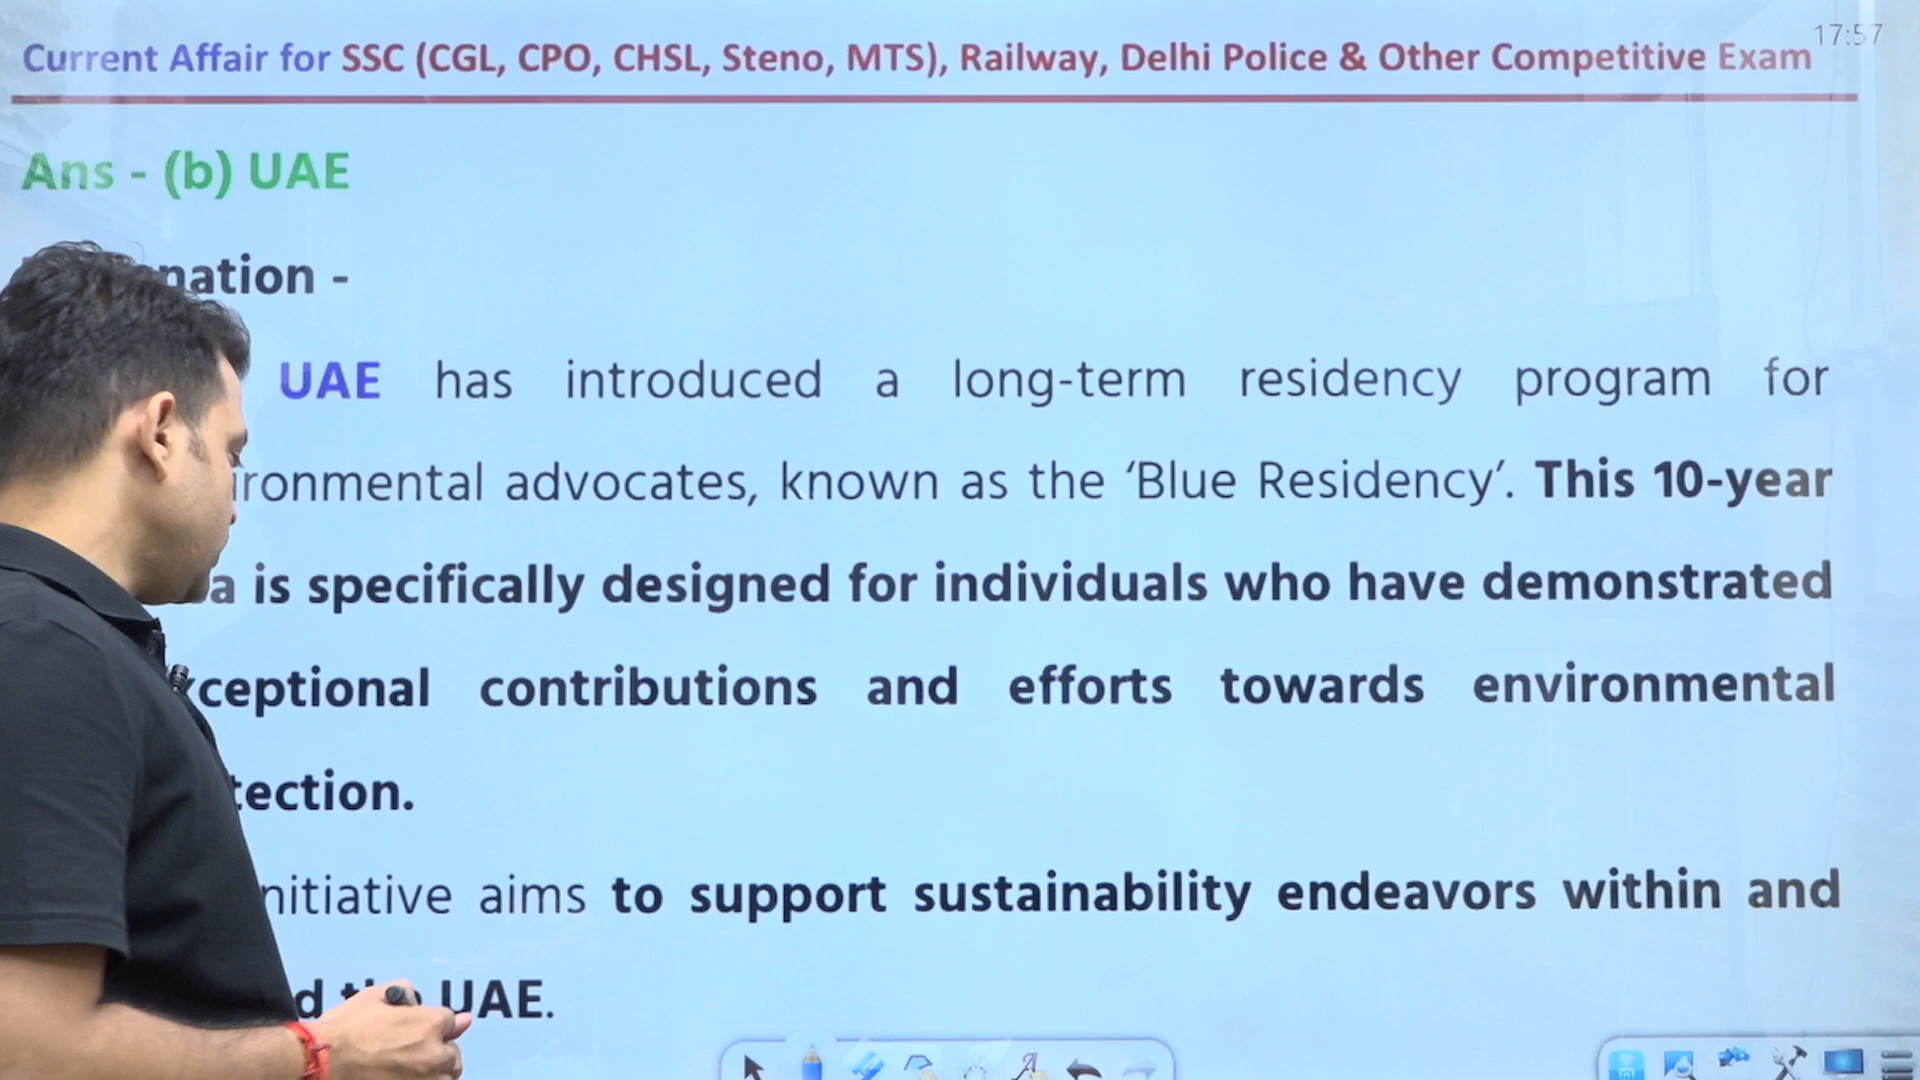 Current Affair for SSC (CGL, CPO, CHSL, Steno, MTS), Railway, Delhi Police & Other Competitive Exam
17:57
Ans - (b) UAE
nation -
UAE has introduced a long-term residency program for
ironmental advocates, known as the ‘Blue Residency’. This 10-year
a is specifically designed for individuals who have demonstrated
ceptional contributions and efforts towards environmental
tection.
nitiative aims to support sustainability endeavors within and
d the UAE.